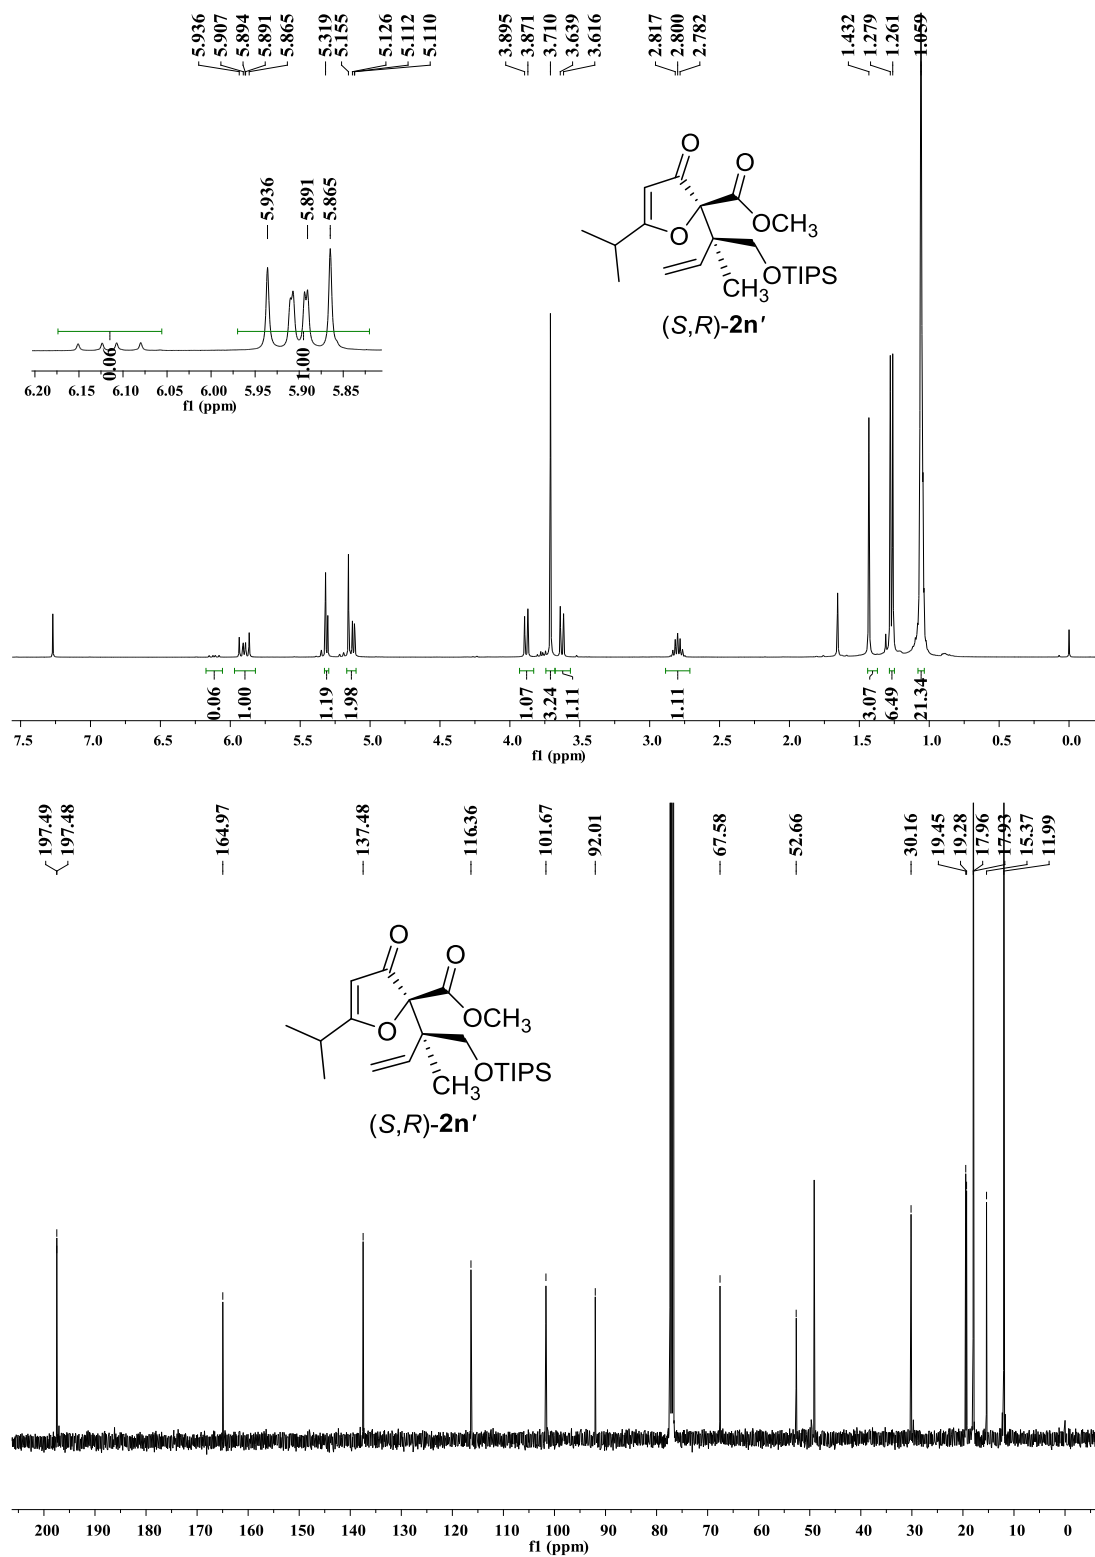 5.936
5.907
5.894
5.891
5.865
5.319
5.155
5.126
5.112
5.110
3.895
3.871
3.710
3.639
3.616
2.817
2.800
2.782
1.432
1.279
1.261
1.059
5.936
5.891
5.865
O
O
OCH3
O
OTIPS
CH3
(S,R)-2n'
0.06
1.00
6.20 6.15 6.10 6.05 6.00 5.95 5.90 5.85
f1 (ppm)
0.06
1.00
1.19
1.98
1.07
3.24
1.11
1.11
3.07
6.49
21.34
7.5 7.0 6.5 6.0 5.5 5.0 4.5 4.0 3.5 3.0 2.5 2.0 1.5 1.0 0.5 0.0
f1 (ppm)
197.49
197.48
164.97
137.48
116.36
101.67
92.01
67.58
52.66
30.16
19.45
19.28
17.96
17.93
15.37
11.99
O
O
OCH3
O
OTIPS
CH3
(S,R)-2n'
200 190 180 170 160 150 140 130 120 110 100 90 80 70 60 50 40 30 20 10 0
f1 (ppm)